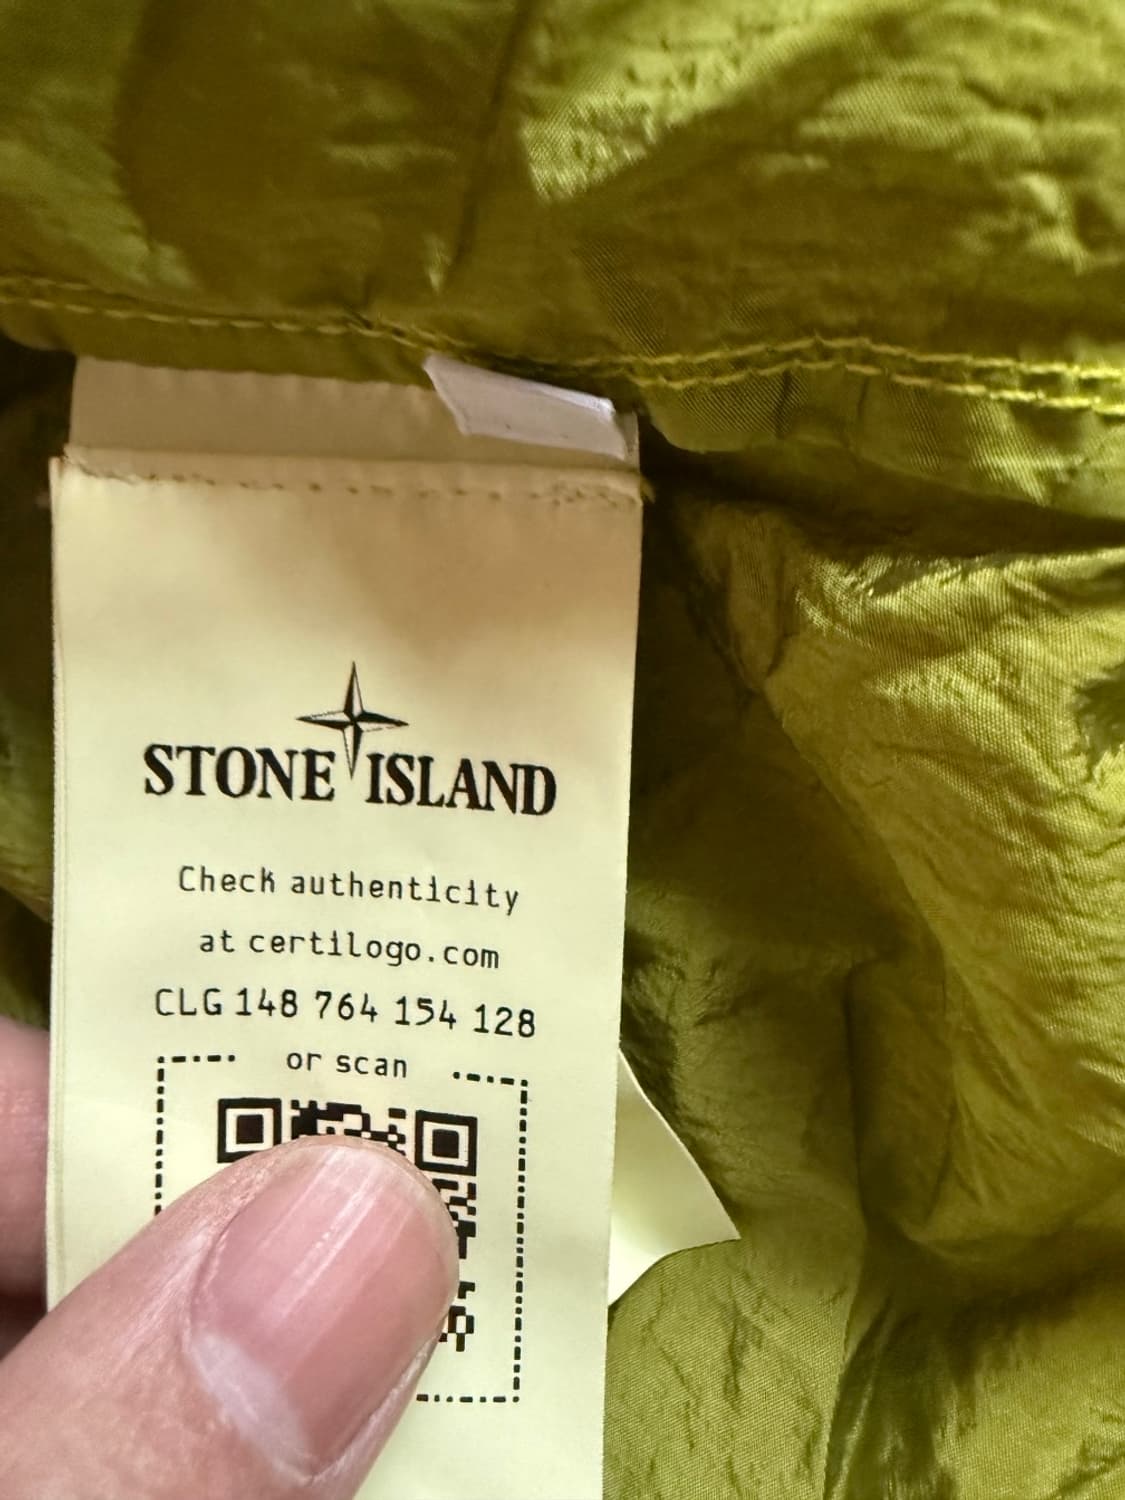 STONE ISLAND
Check authenticity
at certilogo.com
CLG 148 764 154 128
or scan